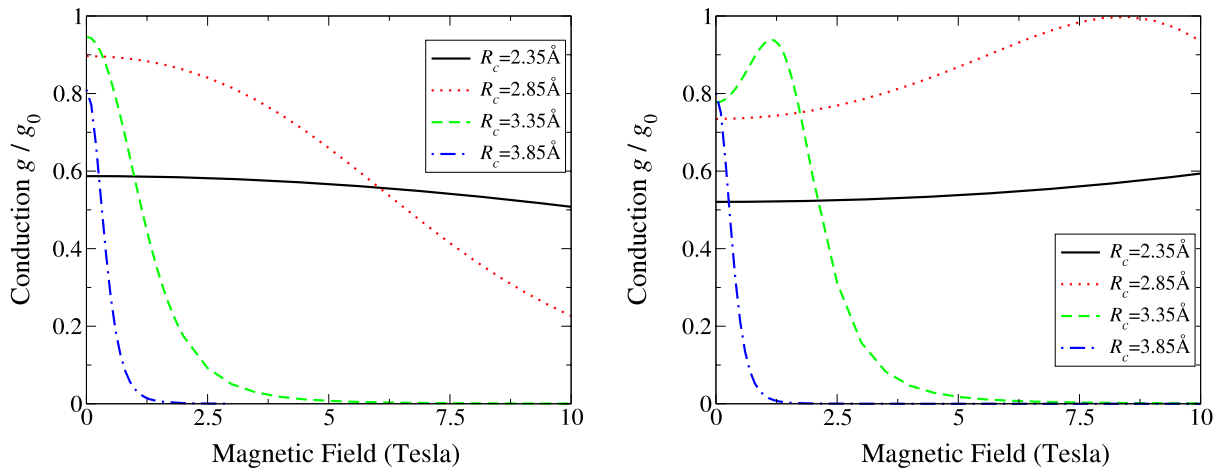 1
0.8
0.6
0.4
0.2
0
Conduction g / g0
Rc=2.35Å
Rc=2.85Å
Rc=3.35Å
Rc=3.85Å
0
2.5
5
7.5
10
Magnetic Field (Tesla)
1
0.8
0.6
0.4
0.2
0
Conduction g / g0
Rc=2.35Å
Rc=2.85Å
Rc=3.35Å
Rc=3.85Å
0
2.5
5
7.5
10
Magnetic Field (Tesla)